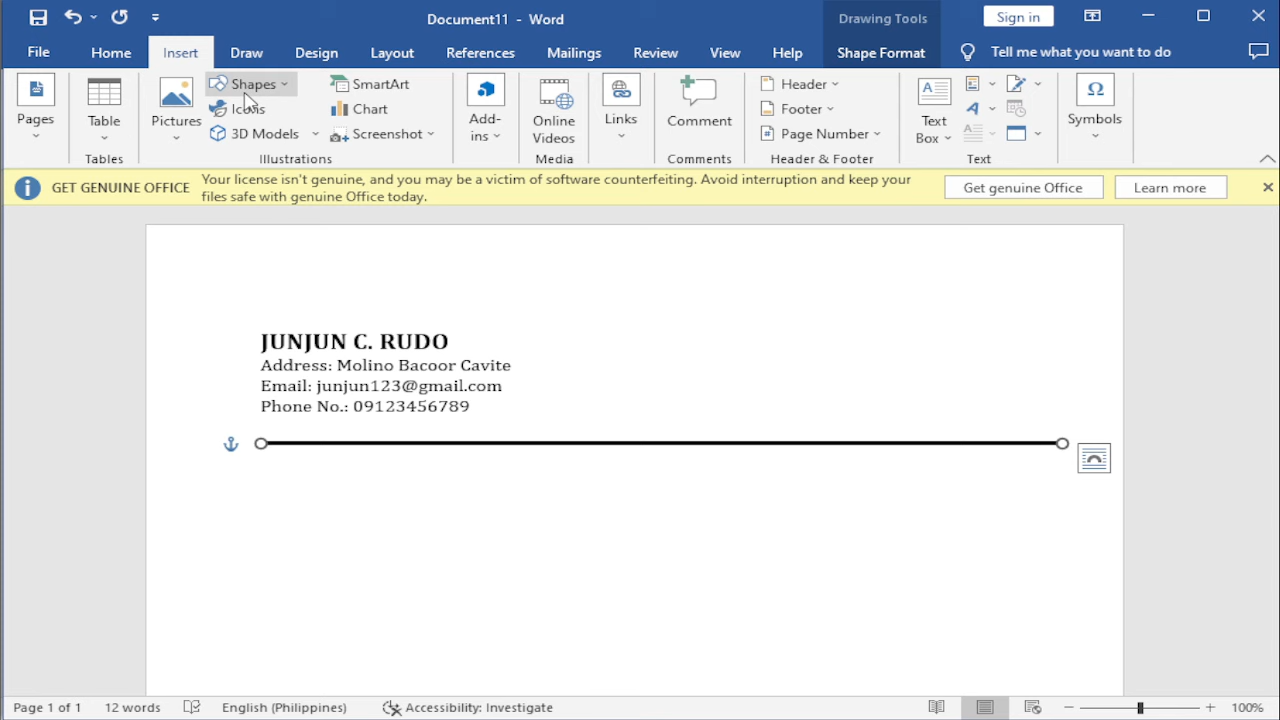 Document11 - Word
Drawing Tools
Sign in
File
Home
Insert
Draw
Design
Layout
References
Mailings
Review
View
Help
Shape Format
Tell me what you want to do
Pages
Table
Pictures
Shapes
Icons
3D Models
SmartArt
Chart
Screenshot
Add-
ins
Online
Videos
Links
Comment
Header
Footer
Page Number
Text
Box
Symbols
Tables
Illustrations
Media
Comments
Header & Footer
Text
GET GENUINE OFFICE
Your license isn't genuine, and you may be a victim of software counterfeiting. Avoid interruption and keep your
files safe with genuine Office today.
Get genuine Office
Learn more
JUNJUN C. RUDO
Address: Molino Bacoor Cavite
Email: junjun123@gmail.com
Phone No.: 09123456789
Page 1 of 1
12 words
English (Philippines)
Accessibility: Investigate
100%